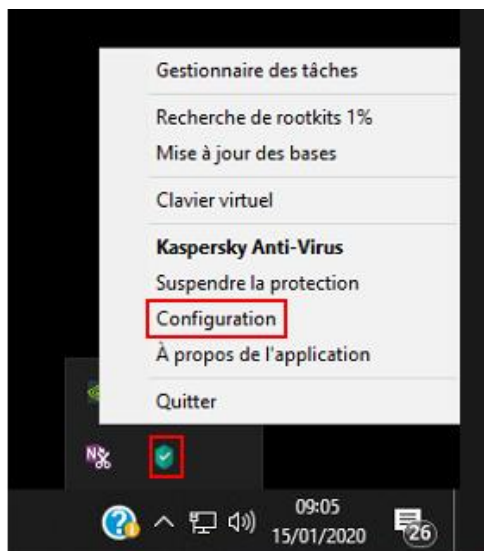 Gestionnaire des tâches
Recherche de rootkits 1%
Mise à jour des bases
Clavier virtuel
Kaspersky Anti-Virus
Suspendre la protection
Configuration
À propos de l'application
Quitter
N
09:05
15/01/2020
26